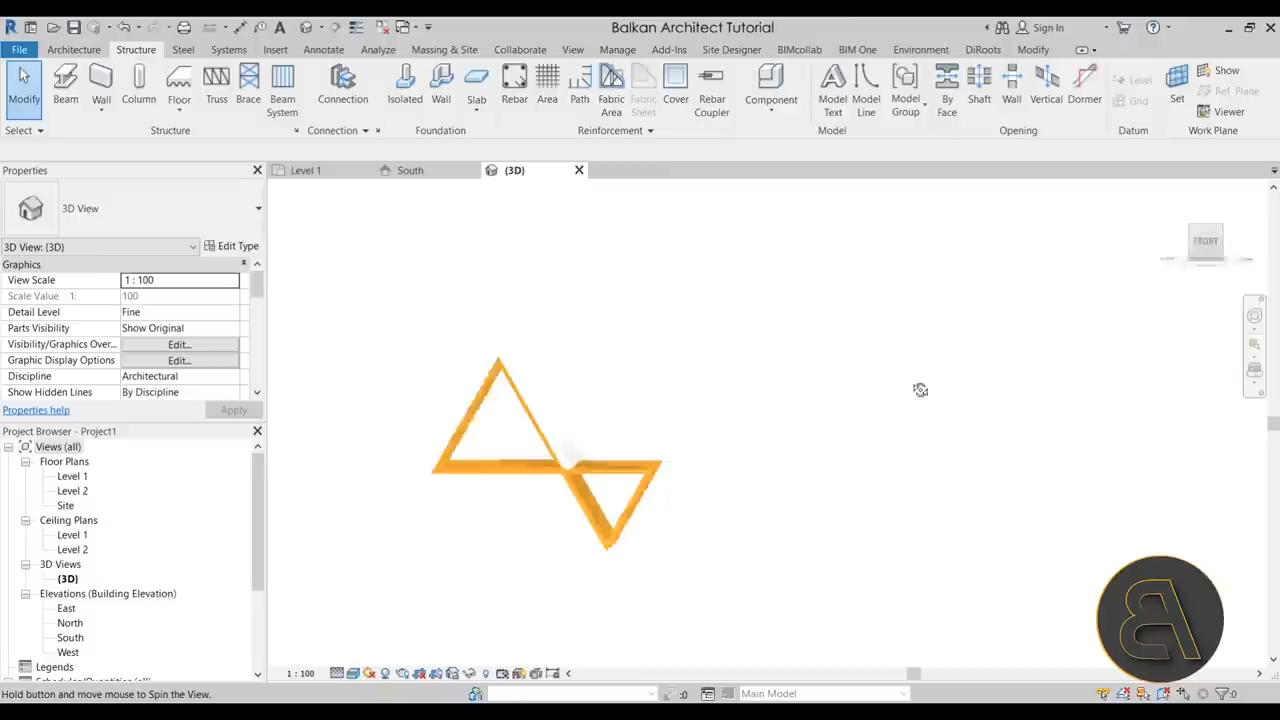 Balkan Architect Tutorial
Sign In
File Architecture Structure Steel Systems Insert Annotate Analyze Massing & Site Collaborate View Manage Add-Ins Site Designer BIMcollab BIM One Environment DiRoots Modify
Modify Beam Wall Column Floor Truss Brace Beam System Connection Isolated Wall Slab Rebar Area Path Fabric Area Fabric Sheet Cover Rebar Coupler Component Model Text Model Line Model Group By Face Shaft Wall Vertical Dormer Level Grid Set Show Ref Plane Viewer
Select Structure Connection Foundation Reinforcement Model Opening Datum Work Plane
Properties
Level 1 South (3D)
3D View
FRONT
3D View: {3D} Edit Type
Graphics
View Scale 1 : 100
Scale Value 1: 100
Detail Level Fine
Parts Visibility Show Original
Visibility/Graphics Over... Edit...
Graphic Display Options Edit...
Discipline Architectural
Show Hidden Lines By Discipline
Properties help Apply
Project Browser - Project1
Views (all)
Floor Plans
Level 1
Level 2
Site
Ceiling Plans
Level 1
Level 2
3D Views
{3D}
Elevations (Building Elevation)
East
North
South
West
Legends
1 : 100
Hold button and move mouse to Spin the View.
:0 Main Model :0